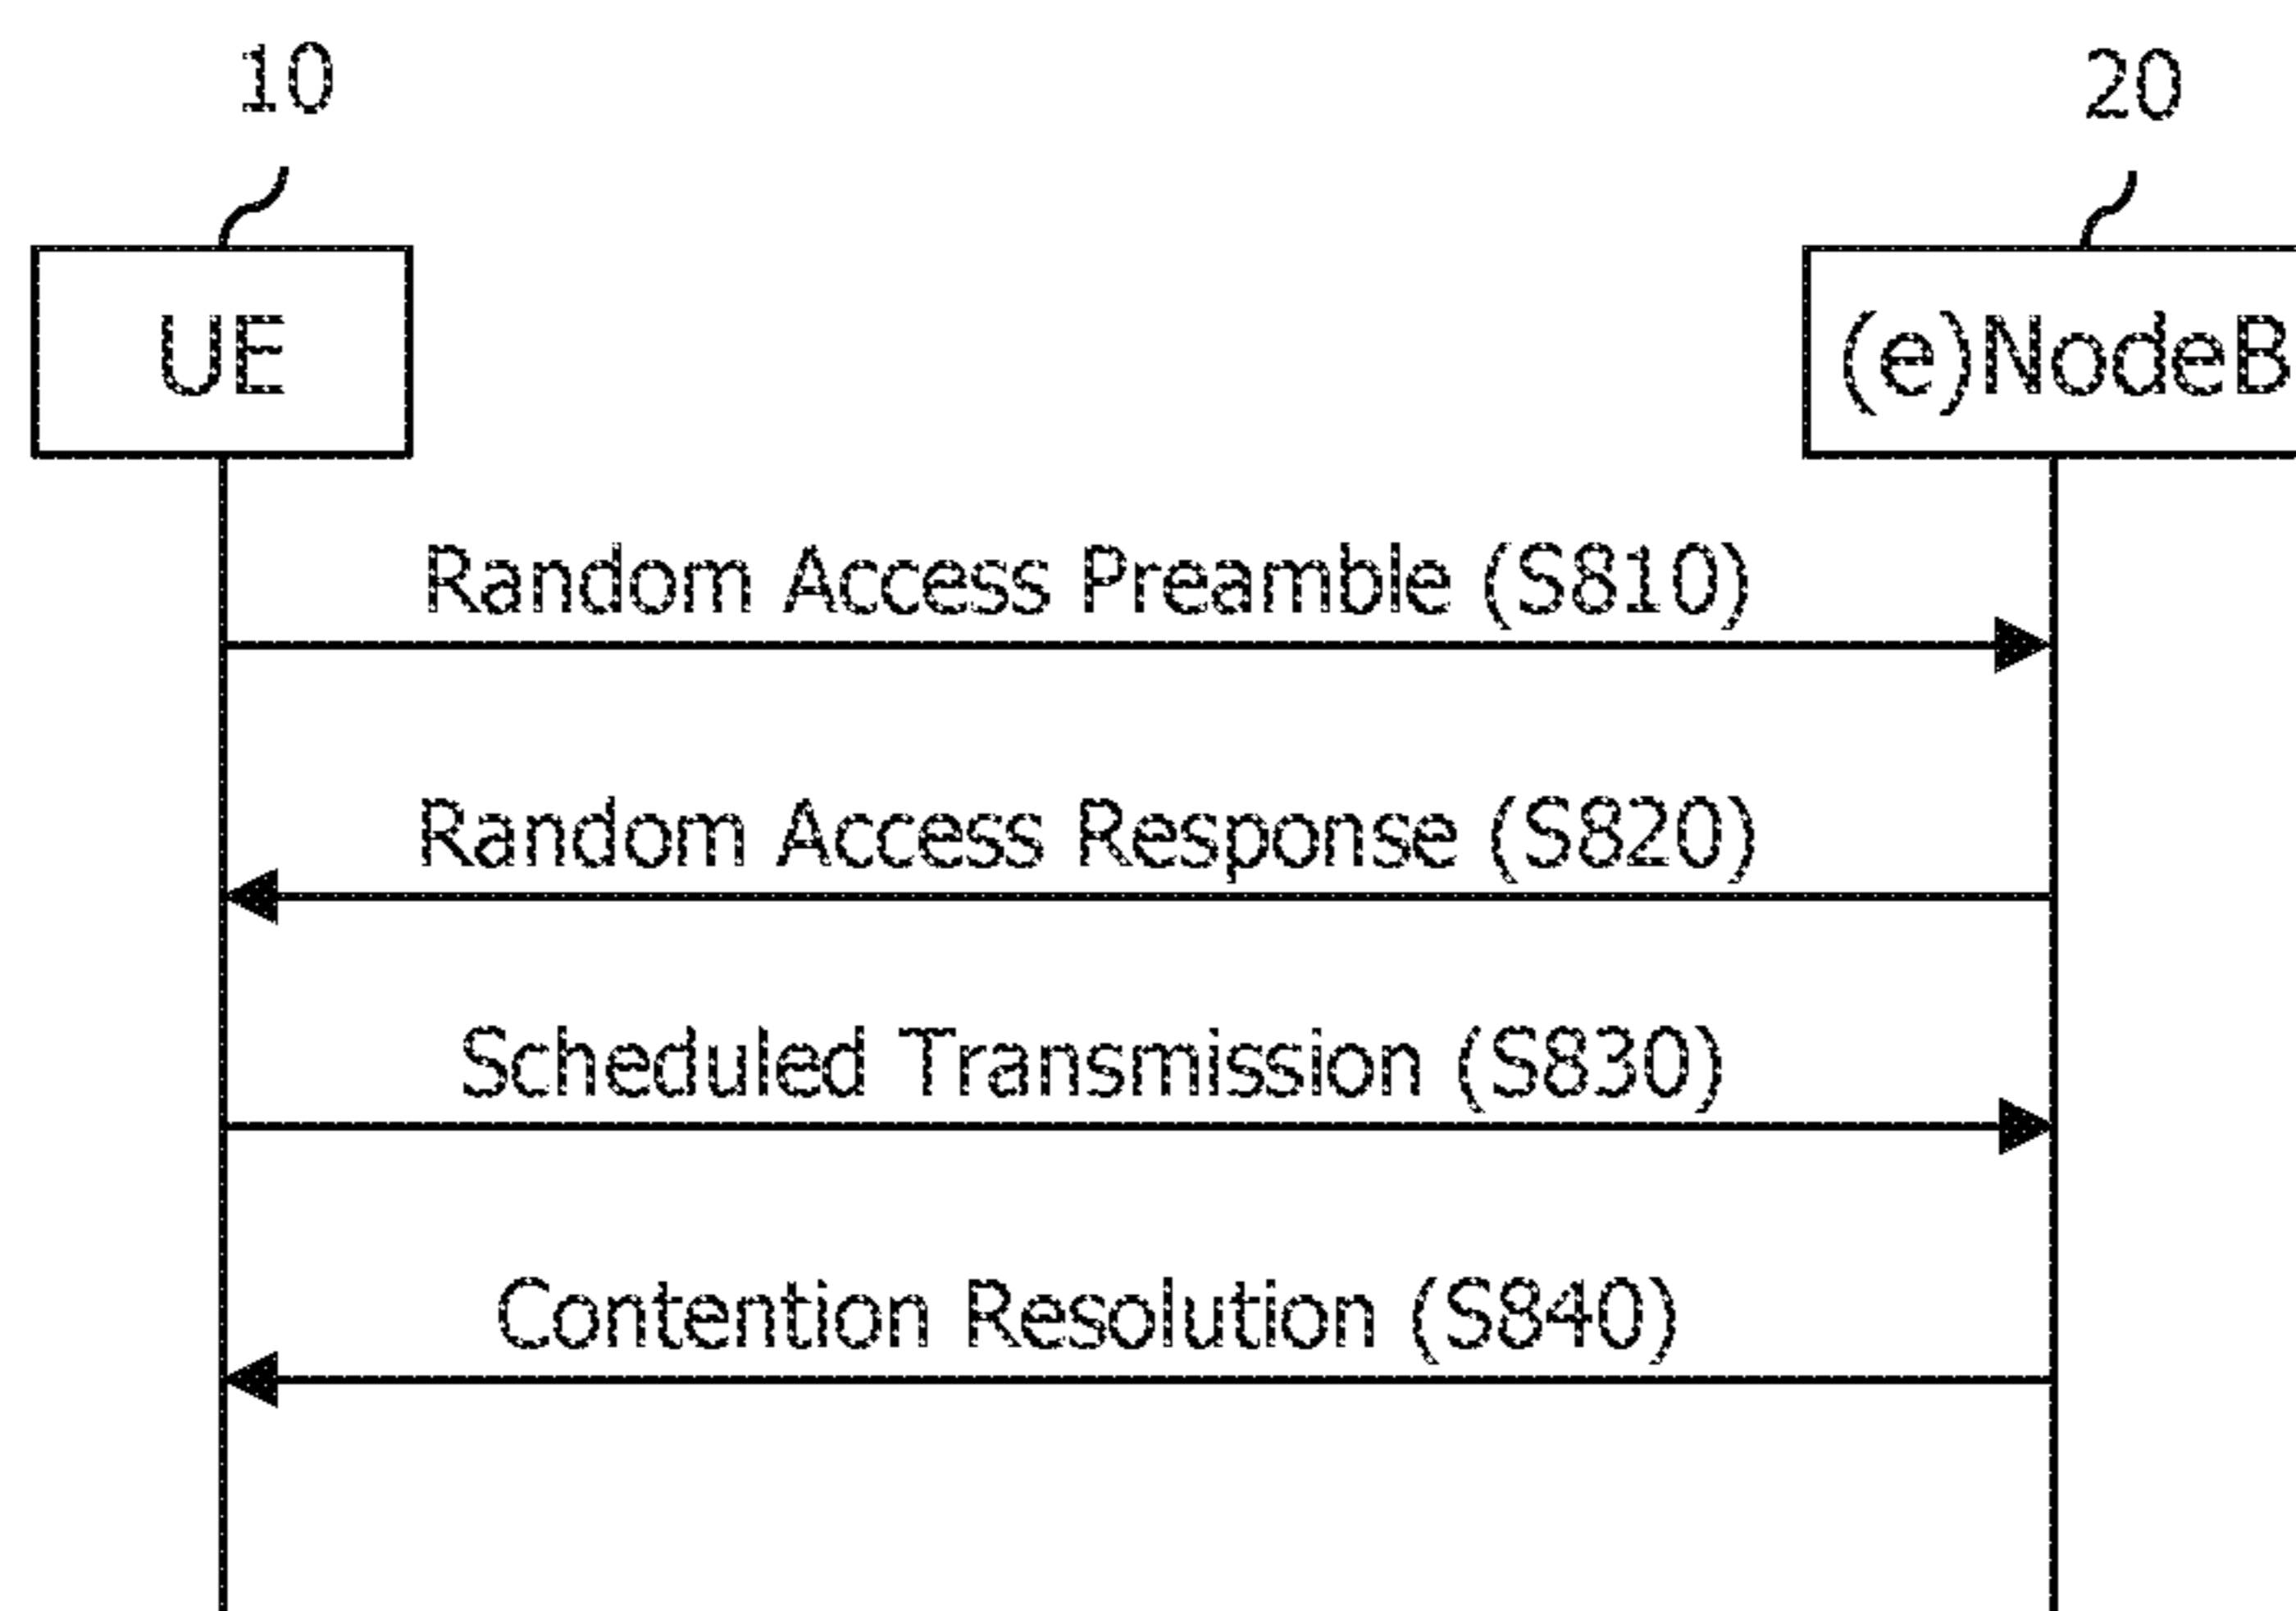 10
20
UE
(e)NodeB
Random Access Preamble (S810)
Random Access Response (S820)
Scheduled Transmission (S830)
Contention Resolution (S840)